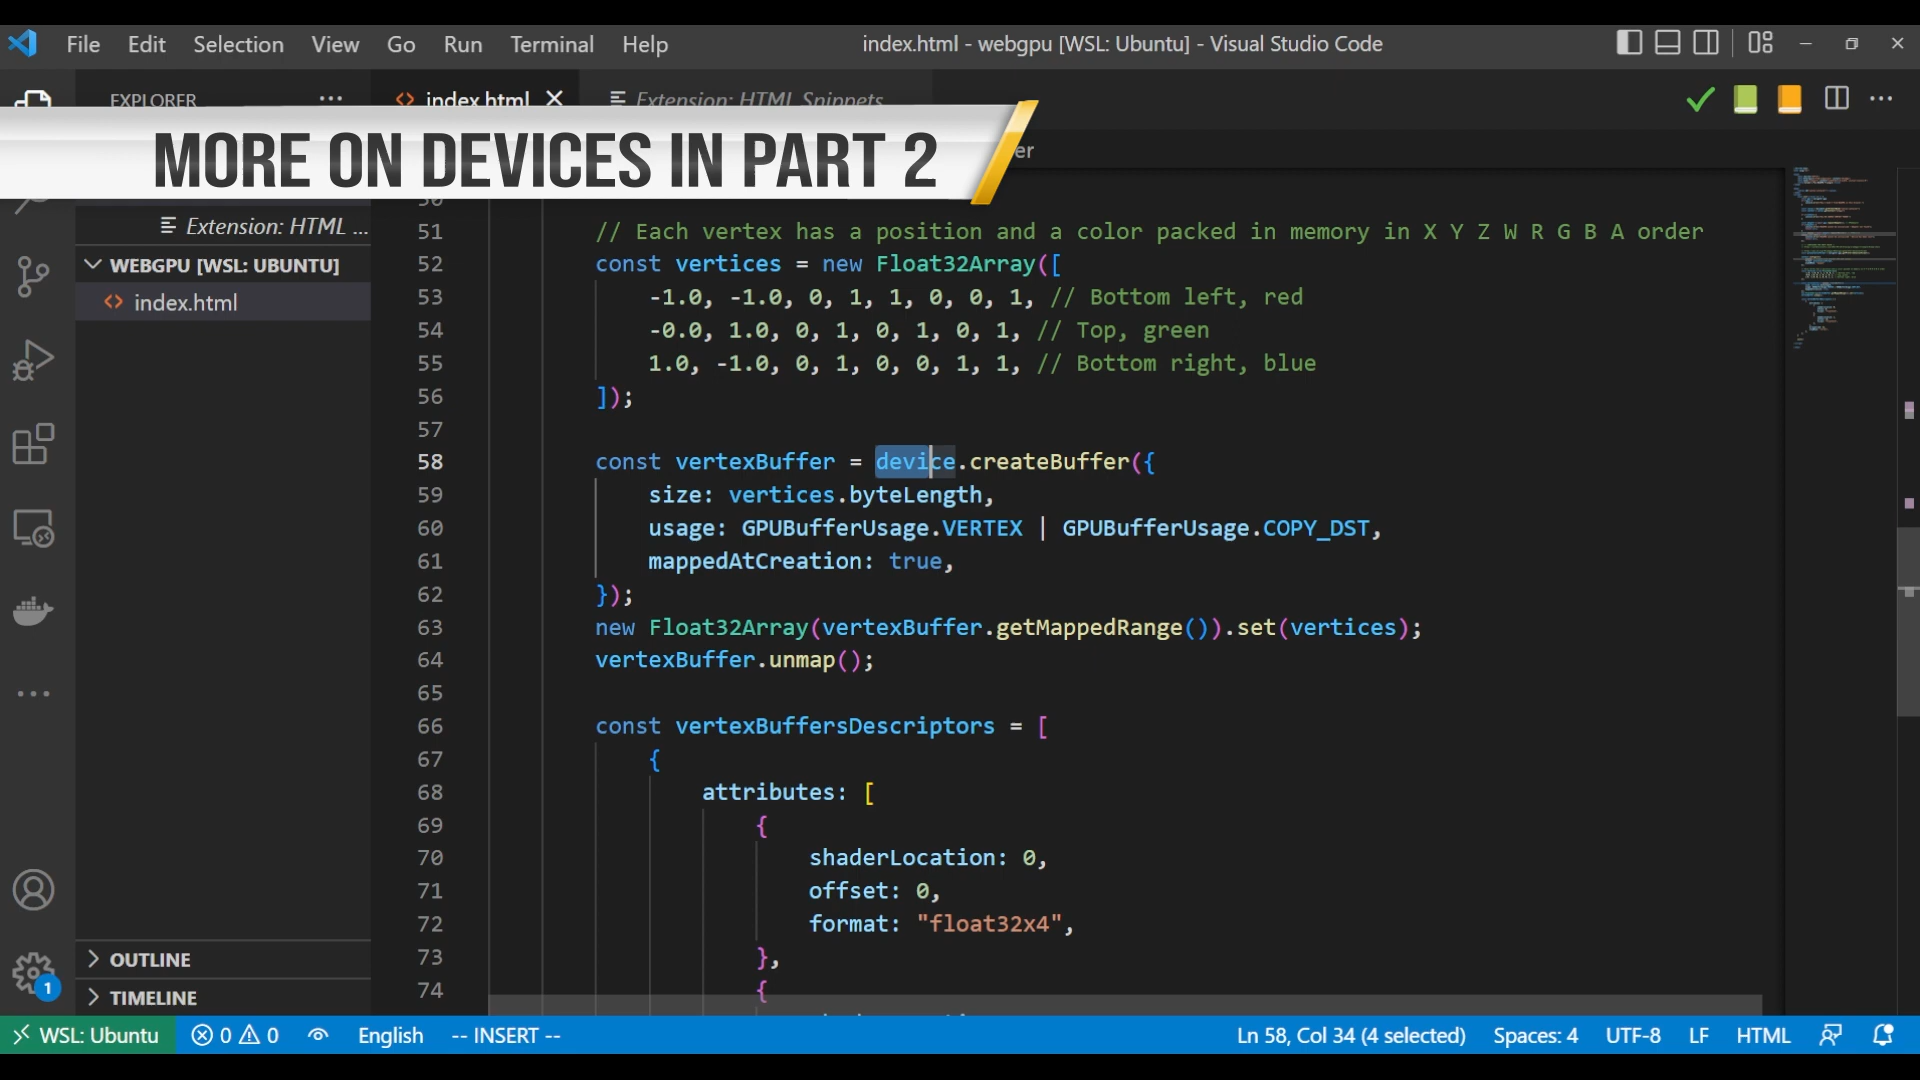 File Edit Selection View Go Run Terminal Help
index.html - webgpu [WSL: Ubuntu] - Visual Studio Code
EXPLORER
index.html
Extension: HTML Snippets
MORE ON DEVICES IN PART 2
er
Extension: HTML ...
WEBGPU [WSL: UBUNTU]
index.html
50
51 // Each vertex has a position and a color packed in memory in X Y Z W R G B A order
52 const vertices = new Float32Array([
53 -1.0, -1.0, 0, 1, 1, 0, 0, 1, // Bottom left, red
54 -0.0, 1.0, 0, 1, 0, 1, 0, 1, // Top, green
55 1.0, -1.0, 0, 1, 0, 0, 1, 1, // Bottom right, blue
56 ]);
57
58 const vertexBuffer = device.createBuffer({
59 size: vertices.byteLength,
60 usage: GPUBufferUsage.VERTEX | GPUBufferUsage.COPY_DST,
61 mappedAtCreation: true,
62 });
63 new Float32Array(vertexBuffer.getMappedRange()).set(vertices);
64 vertexBuffer.unmap();
65
66 const vertexBuffersDescriptors = [
67 {
68 attributes: [
69 {
70 shaderLocation: 0,
71 offset: 0,
72 format: "float32x4",
73 },
74 {
OUTLINE
TIMELINE
1
WSL: Ubuntu 0 0 English -- INSERT -- Ln 58, Col 34 (4 selected) Spaces: 4 UTF-8 LF HTML